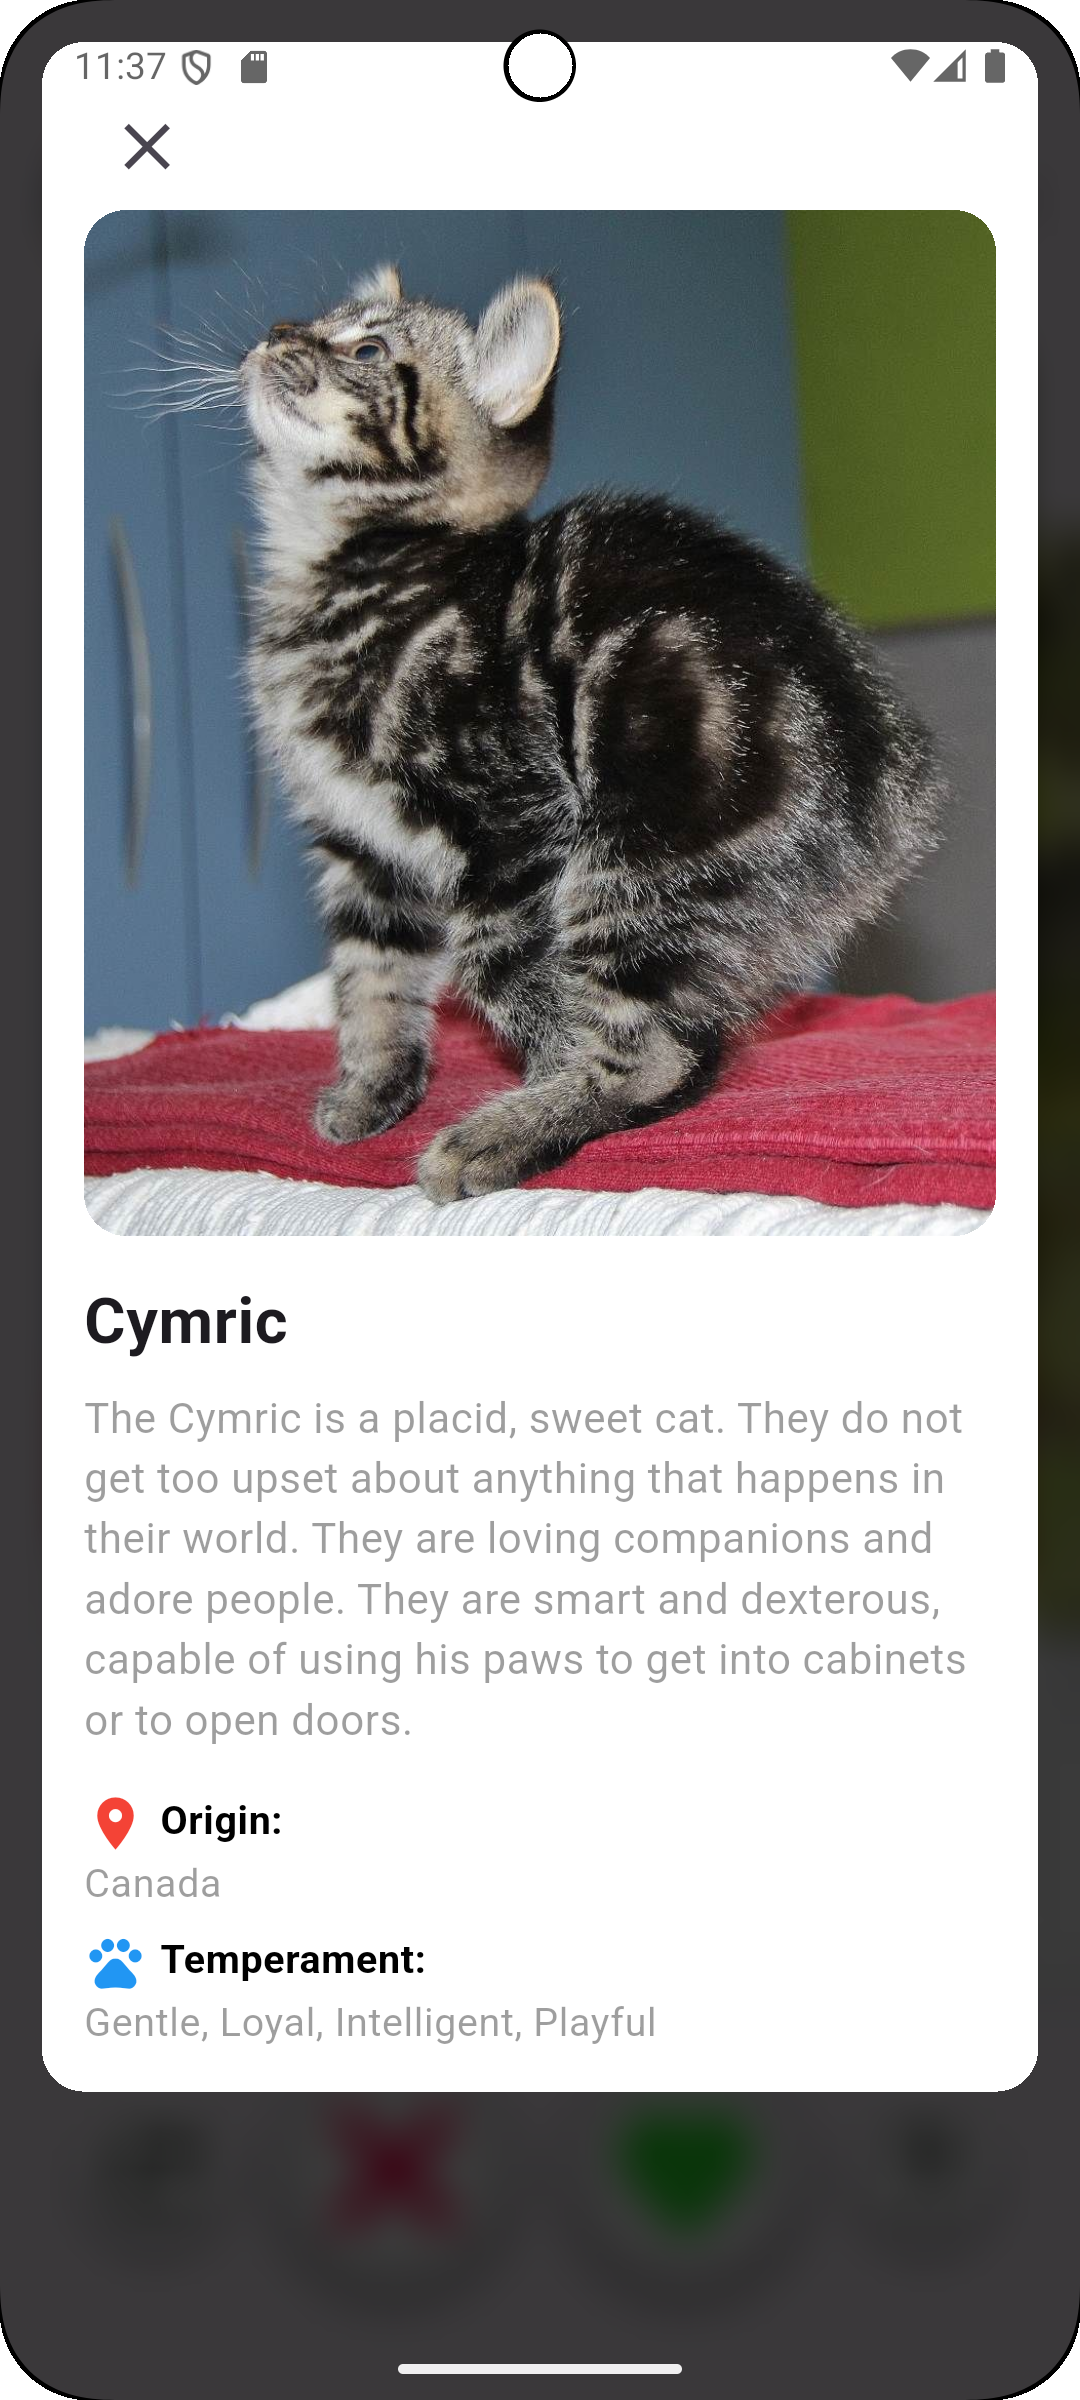 11:37
Cymric
The Cymric is a placid, sweet cat. They do not
get too upset about anything that happens in
their world. They are loving companions and
adore people. They are smart and dexterous,
capable of using his paws to get into cabinets
or to open doors.
Origin:
Canada
Temperament:
Gentle, Loyal, Intelligent, Playful